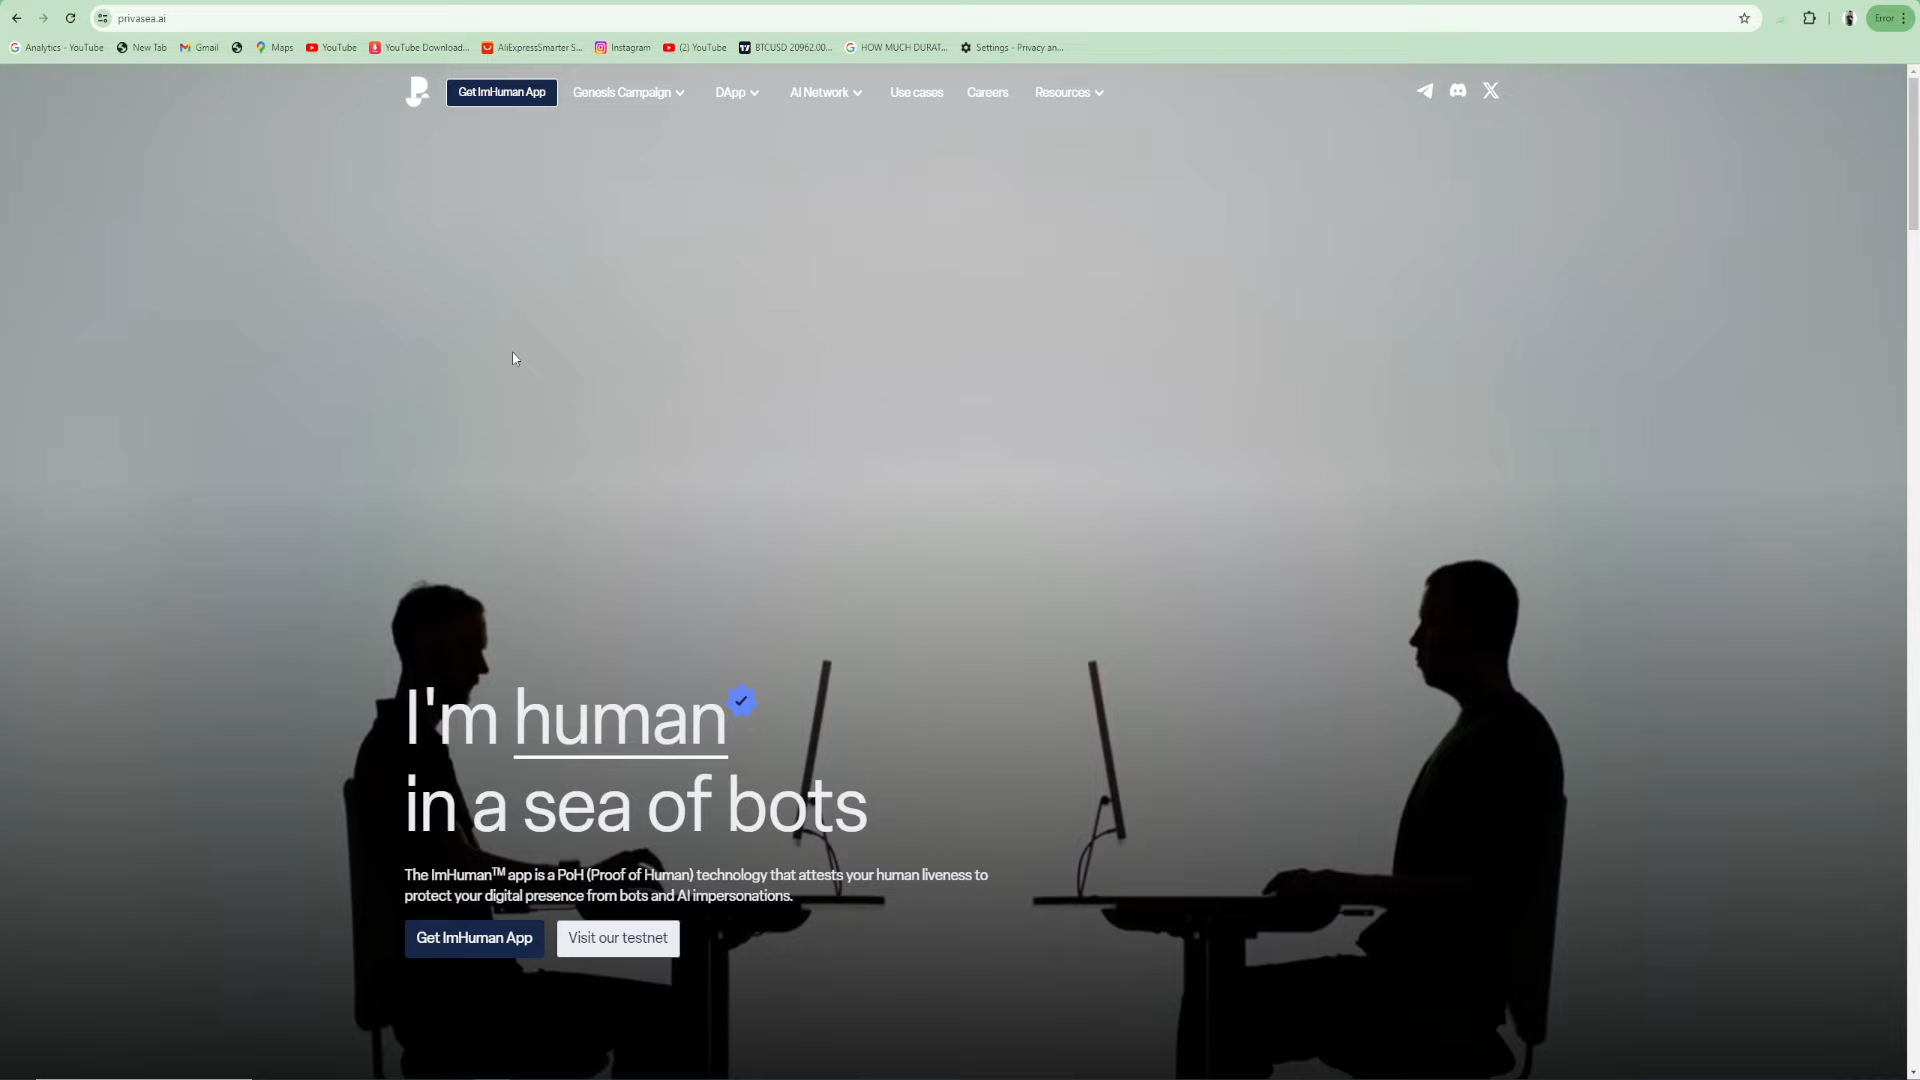 privasea.ai
Error
Analytics - YouTube
New Tab
Gmail
Maps
YouTube
YouTube Download...
AliExpressSmarter S...
Instagram
(2) YouTube
BTCUSD 20962.00...
HOW MUCH DURAT...
Settings - Privacy an...
Get ImHuman App
Genesis Campaign
DApp
AI Network
Use cases
Careers
Resources
I'm human
in a sea of bots
The ImHuman™ app is a PoH (Proof of Human) technology that attests your human liveness to
protect your digital presence from bots and AI impersonations.
Get ImHuman App
Visit our testnet